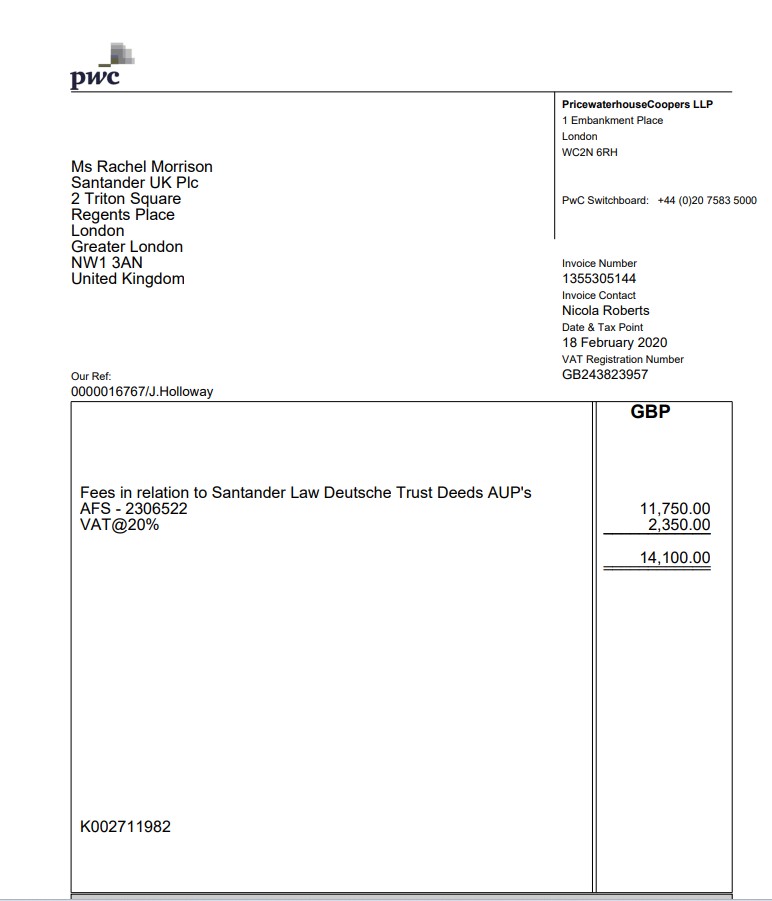 pwc
PricewaterhouseCoopers LLP
1 Embankment Place
London
WC2N 6RH
PwC Switchboard: +44 (0)20 7583 5000
Ms Rachel Morrison
Santander UK Plc
2 Triton Square
Regents Place
London
Greater London
NW1 3AN
United Kingdom
Invoice Number
1355305144
Invoice Contact
Nicola Roberts
Date & Tax Point
18 February 2020
VAT Registration Number
GB243823957
Our Ref:
0000016767/J.Holloway
GBP
Fees in relation to Santander Law Deutsche Trust Deeds AUP's
AFS - 2306522 11,750.00
VAT@20% 2,350.00
14,100.00
K002711982